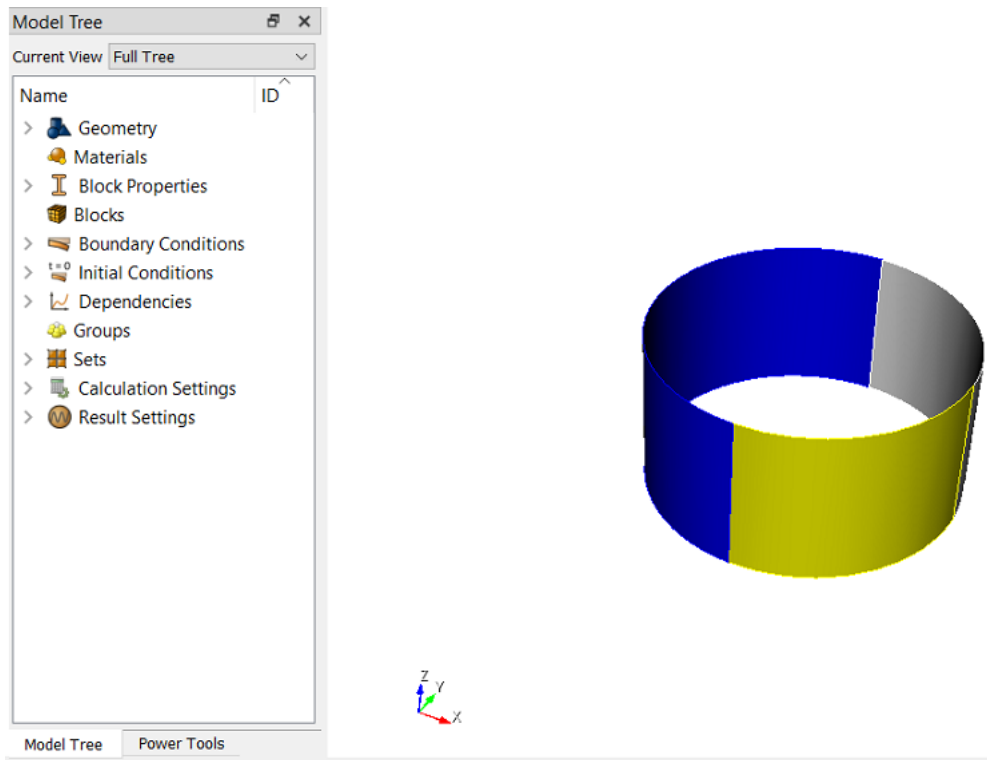 Model Tree
Current View Full Tree
Name ID
Geometry
Materials
Block Properties
Blocks
Boundary Conditions
t=0 Initial Conditions
Dependencies
Groups
Sets
Calculation Settings
Result Settings
Z
Y
X
Model Tree Power Tools